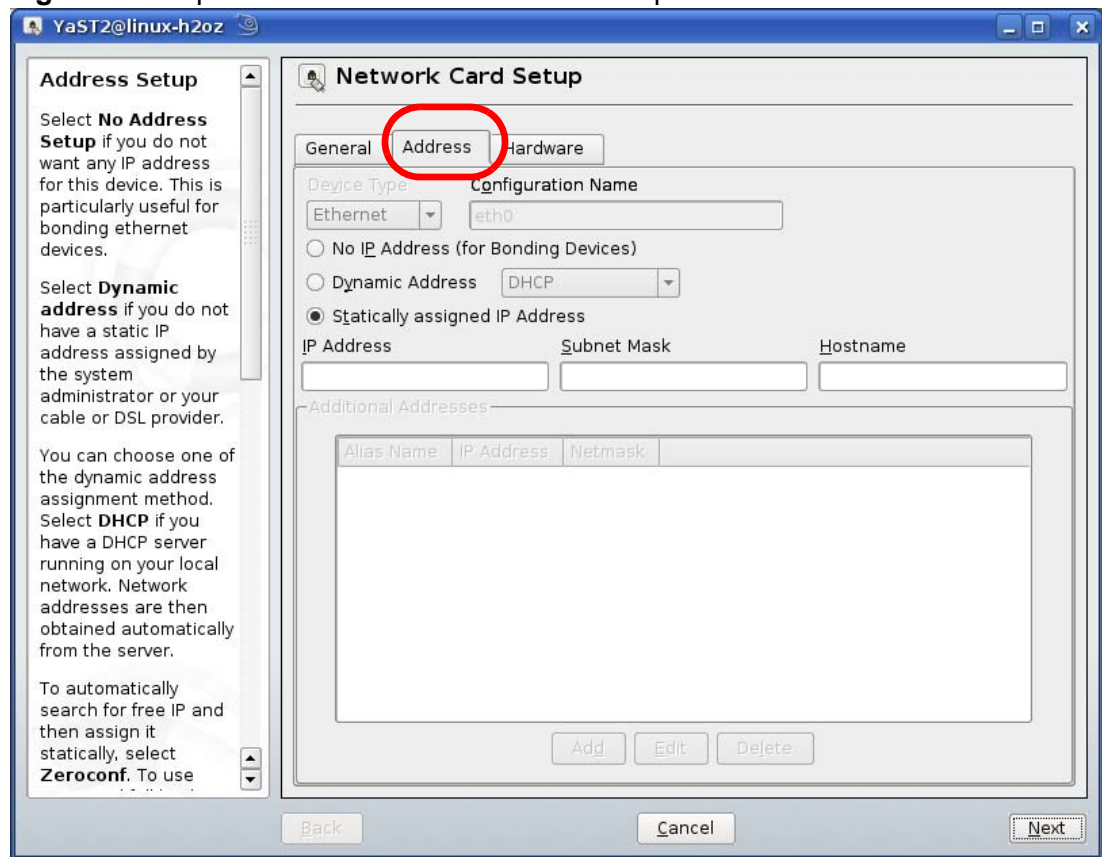 YaST2@linux-h2oz
Address Setup
Select No Address
Setup if you do not
want any IP address
for this device. This is
particularly useful for
bonding ethernet
devices.
Select Dynamic
address if you do not
have a static IP
address assigned by
the system
administrator or your
cable or DSL provider.
You can choose one of
the dynamic address
assignment method.
Select DHCP if you
have a DHCP server
running on your local
network. Network
addresses are then
obtained automatically
from the server.
To automatically
search for free IP and
then assign it
statically, select
Zeroconf. To use
Network Card Setup
General Address Hardware
Device Type Configuration Name
Ethernet eth0
No IP Address (for Bonding Devices)
Dynamic Address DHCP
Statically assigned IP Address
IP Address Subnet Mask Hostname
Additional Addresses
Alias Name IP Address Netmask
Add Edit Delete
Back Cancel Next